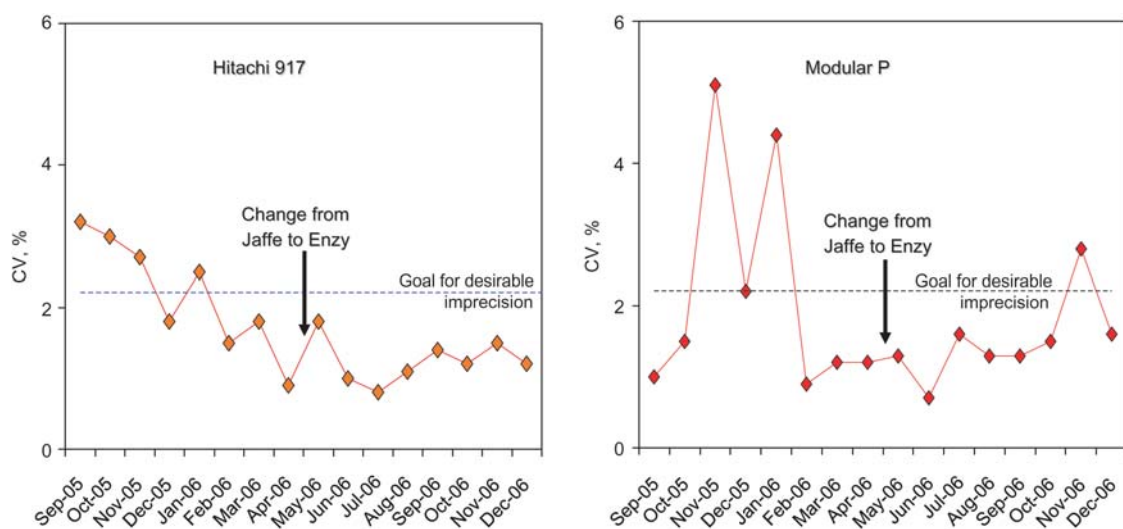 6
Hitachi 917
4
Change from
Jaffe to Enzy
CV, %
Goal for desirable
imprecision
2
0
Sep-05
Oct-05
Nov-05
Dec-05
Jan-06
Feb-06
Mar-06
Apr-06
May-06
Jun-06
Jul-06
Aug-06
Sep-06
Oct-06
Nov-06
Dec-06
6
Modular P
4
Change from
Jaffe to Enzy
CV, %
Goal for desirable
imprecision
2
0
Sep-05
Oct-05
Nov-05
Dec-05
Jan-06
Feb-06
Mar-06
Apr-06
May-06
Jun-06
Jul-06
Aug-06
Sep-06
Oct-06
Nov-06
Dec-06